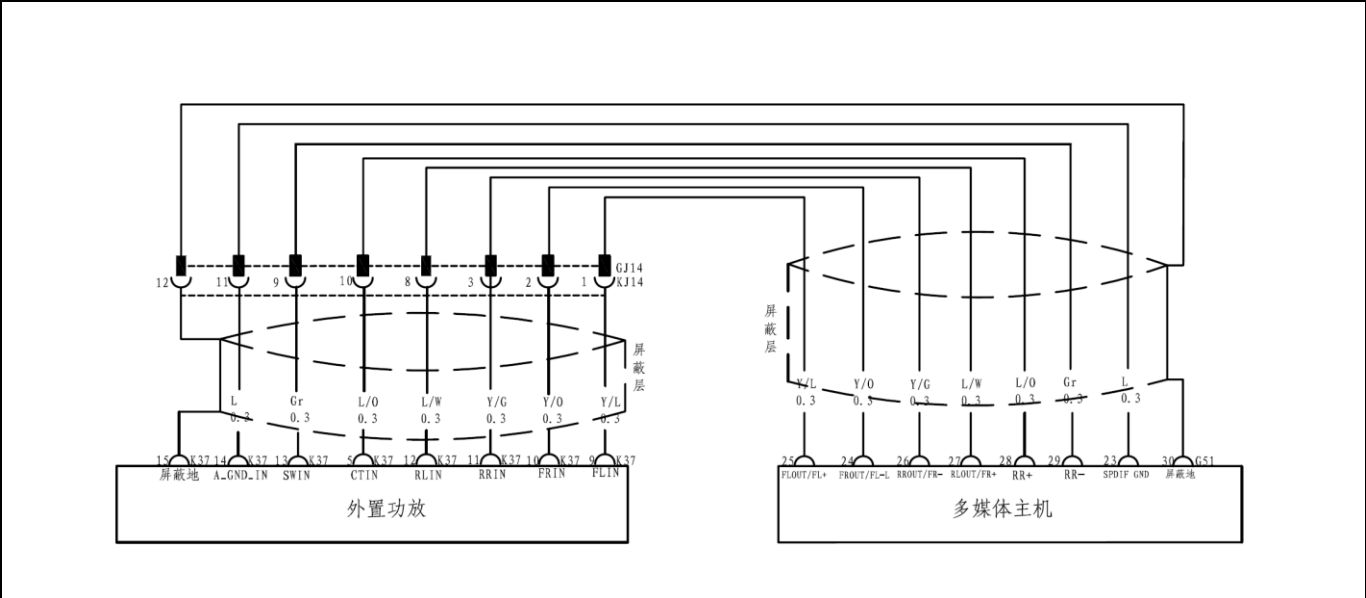 GJ14
12 11 9 10 8 3 2 1 KJ14
屏蔽层
屏蔽层
L Gr L/O L/W Y/G Y/O Y/L
0.3 0.3 0.3 0.3 0.3 0.3 0.3
Y/L Y/O Y/G L/W L/O Gr L
0.3 0.3 0.3 0.3 0.3 0.3 0.3
15 K37 14 K37 13 K37 5 K37 12 K37 11 K37 10 K37 9 K37
屏蔽地 A_GND_IN SWIN CTIN RLIN RRIN FRIN FLIN
外置功放
25 24 26 27 28 29 23 30 G51
FLOUT/FL+ FROUT/FL-L RROUT/FR- RLOUT/FR+ RR+ RR- SPDIF GND 屏蔽地
多媒体主机